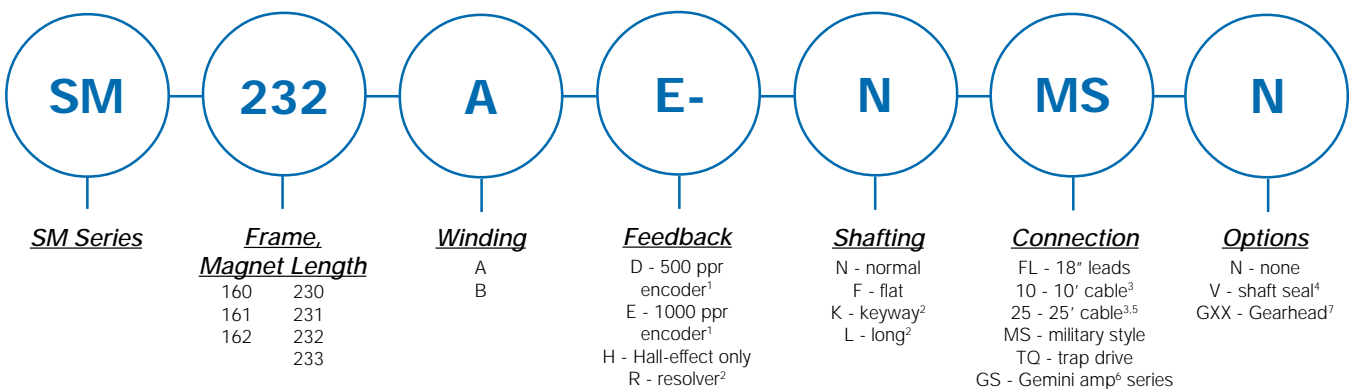 SM 232 A E- N MS N
SM Series
Frame,
Magnet Length
160 230
161 231
162 232
233
Winding
A
B
Feedback
D - 500 ppr
encoder¹
E - 1000 ppr
encoder¹
H - Hall-effect only
R - resolver²
Shafting
N - normal
F - flat
K - keyway²
L - long²
Connection
FL - 18″ leads
10 - 10′ cable³
25 - 25′ cable³,⁵
MS - military style
TQ - trap drive
GS - Gemini amp⁶ series
Options
N - none
V - shaft seal⁴
GXX - Gearhead⁷